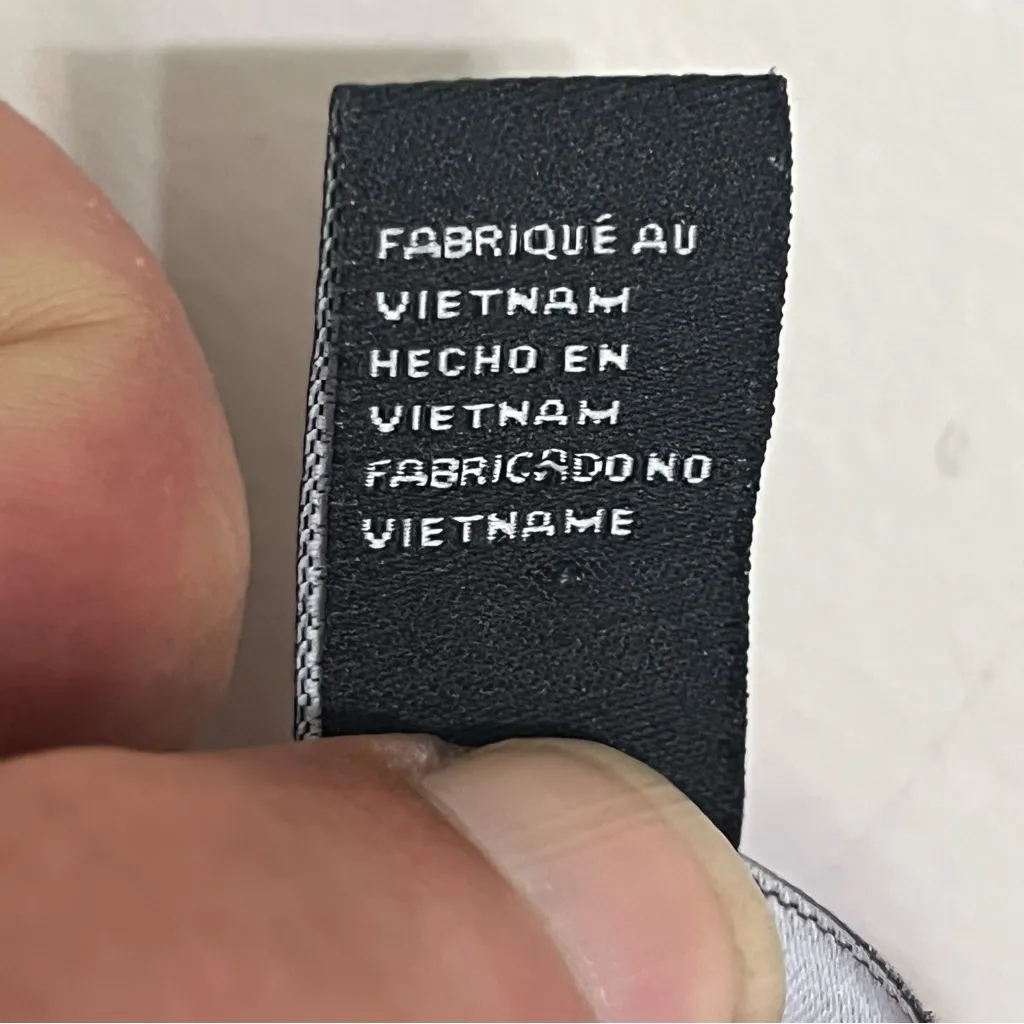 FABRIQUÉ AU
VIETNAM
HECHO EN
VIETNAM
FABRICADO NO
VIETNAME